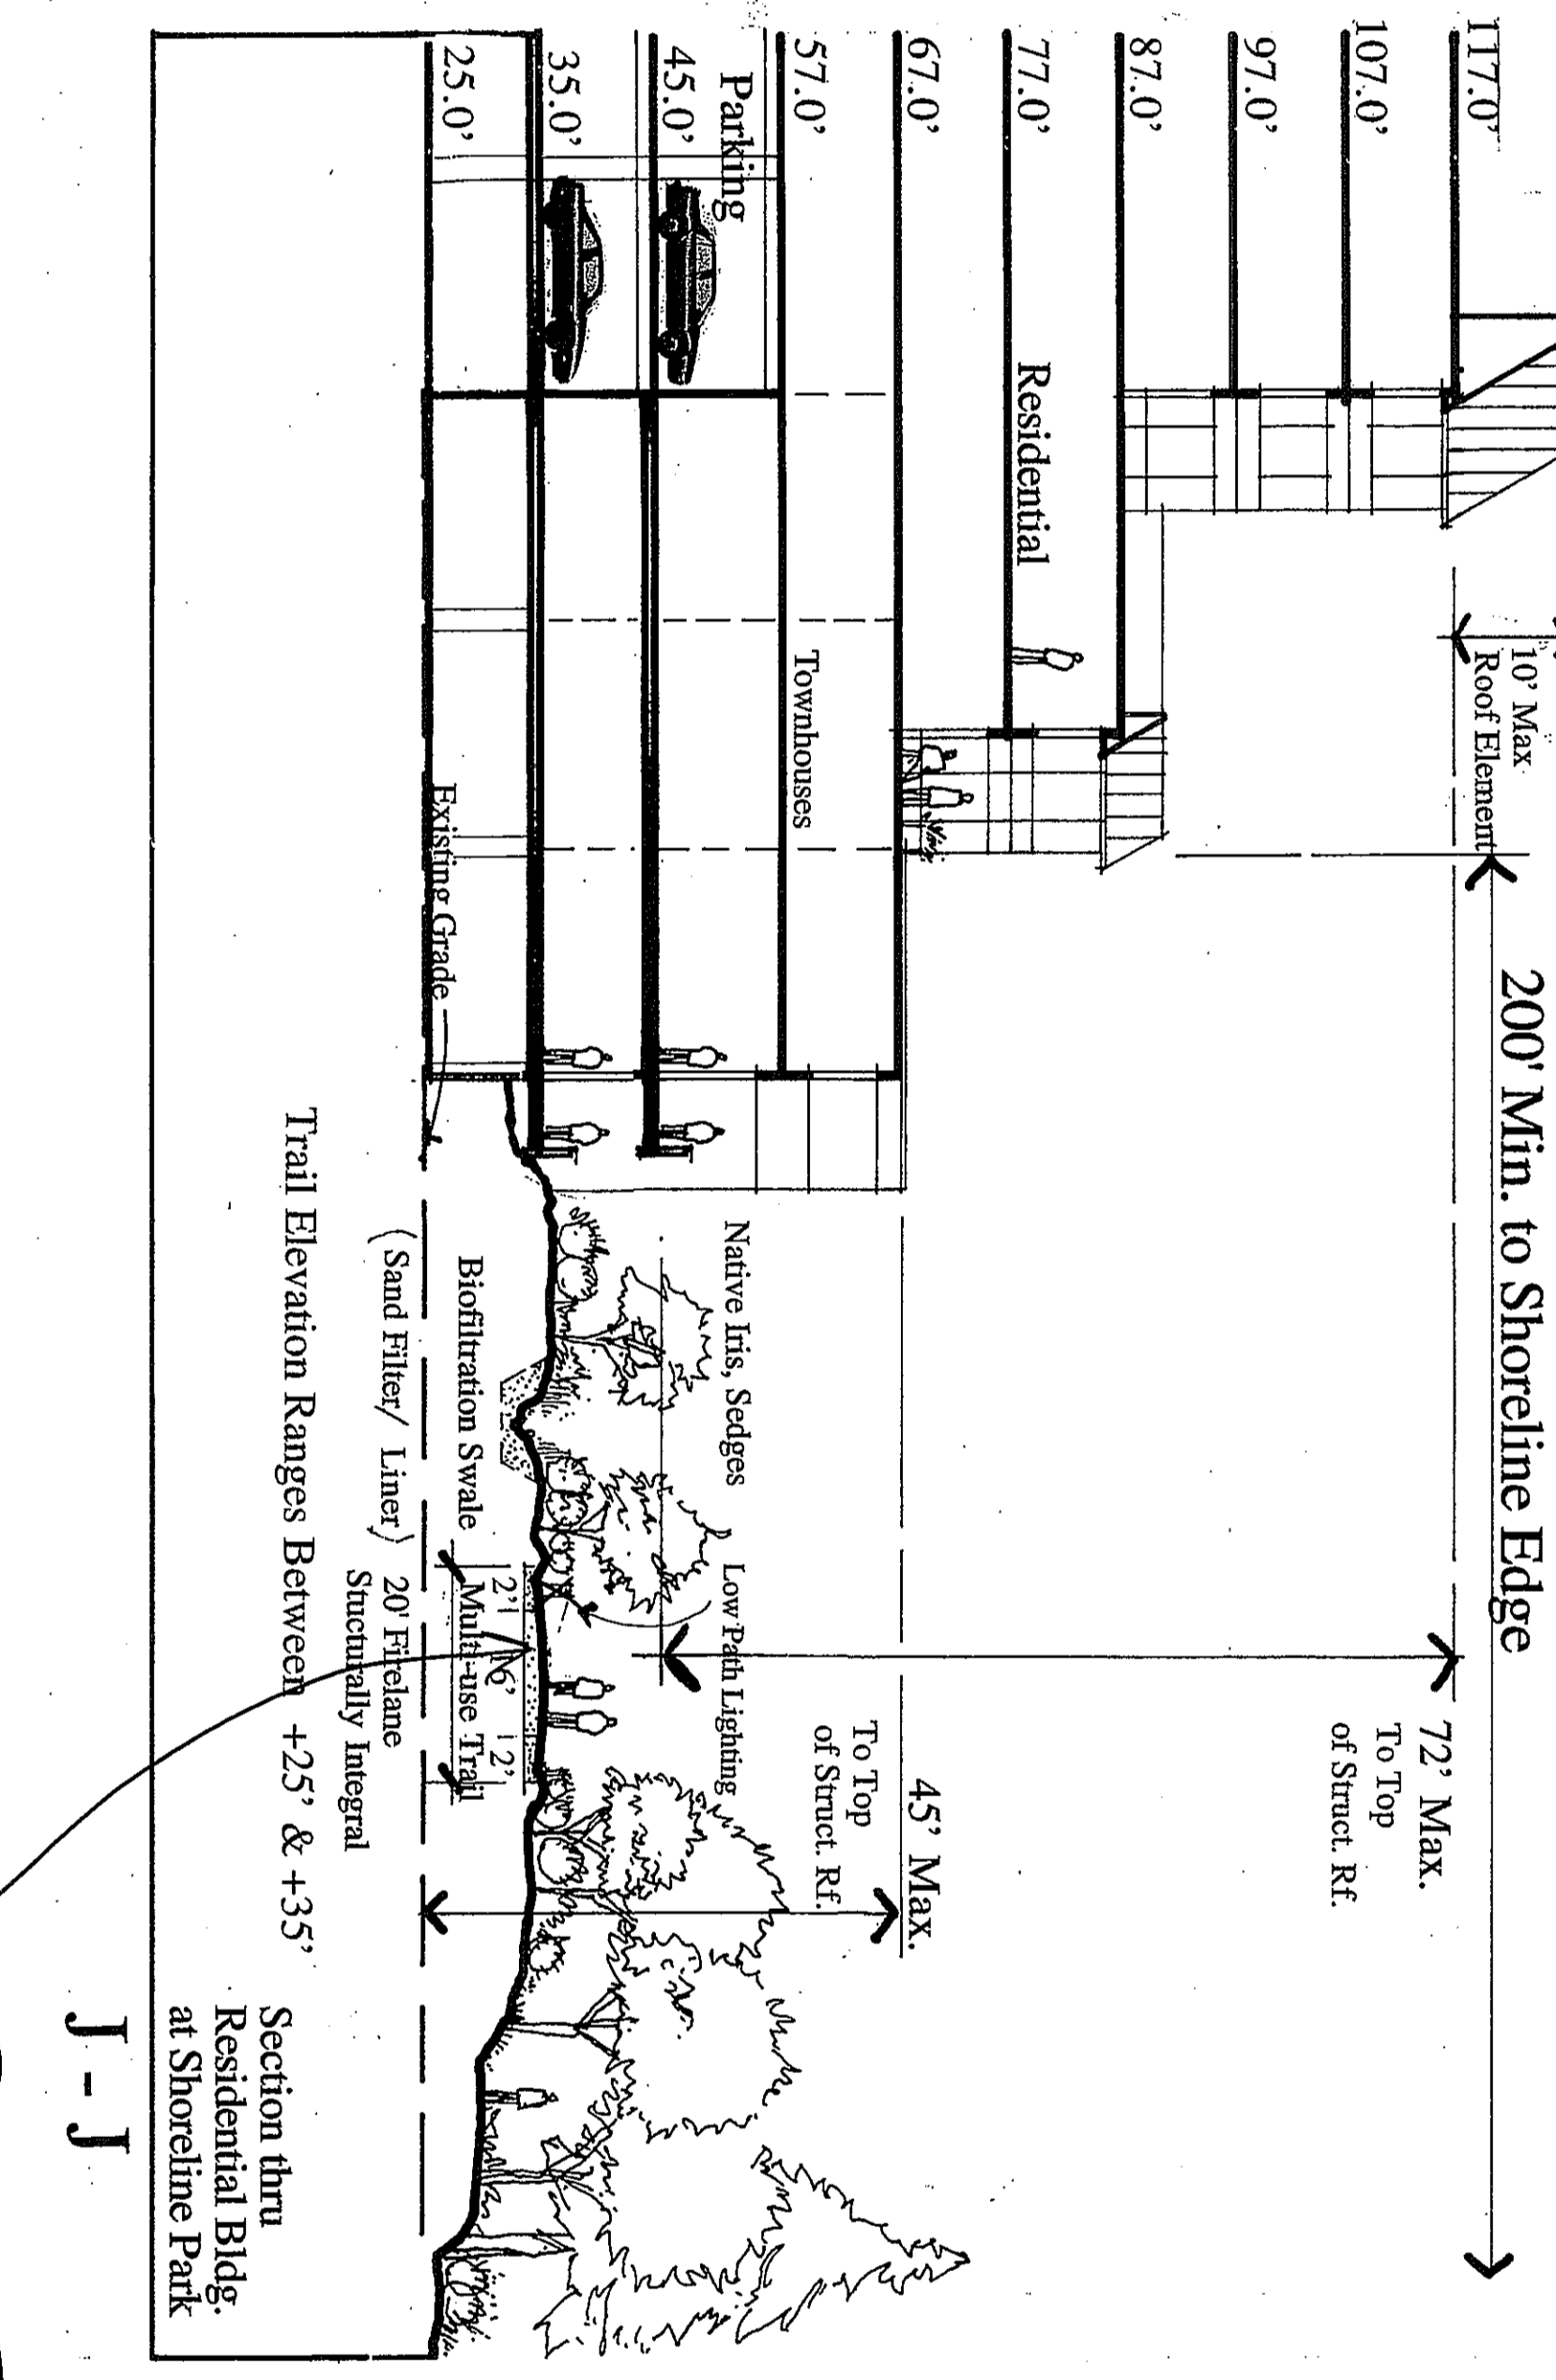 117.0'
107.0'
97.0'
87.0'
77.0'
67.0'
57.0'
Parking
45.0'
35.0'
25.0'
Residential
Townhouses
Existing Grade
10' Max
Roof Element
200' Min. to Shoreline Edge
72' Max.
To Top
of Struct. Rf.
45' Max.
To Top
of Struct. Rf.
Native Iris, Sedges
Low Path Lighting
Biofiltration Swale
(Sand Filter/ Liner)
2' 16' 2'
Multi-use Trail
20' Firelane
Stucturally Integral
Trail Elevation Ranges Between +25' & +35'
Section thru
Residential Bldg.
at Shoreline Park
J - J